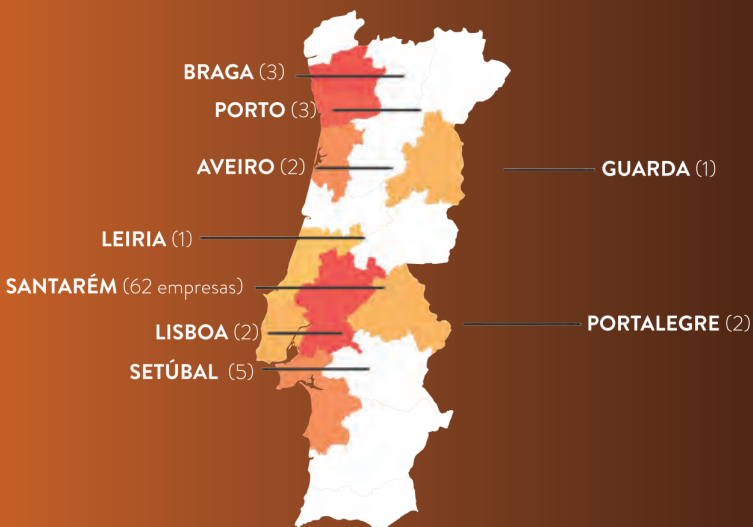 BRAGA (3)
PORTO (3)
AVEIRO (2)
GUARDA (1)
LEIRIA (1)
SANTARÉM (62 empresas)
PORTALEGRE (2)
LISBOA (2)
SETÚBAL (5)